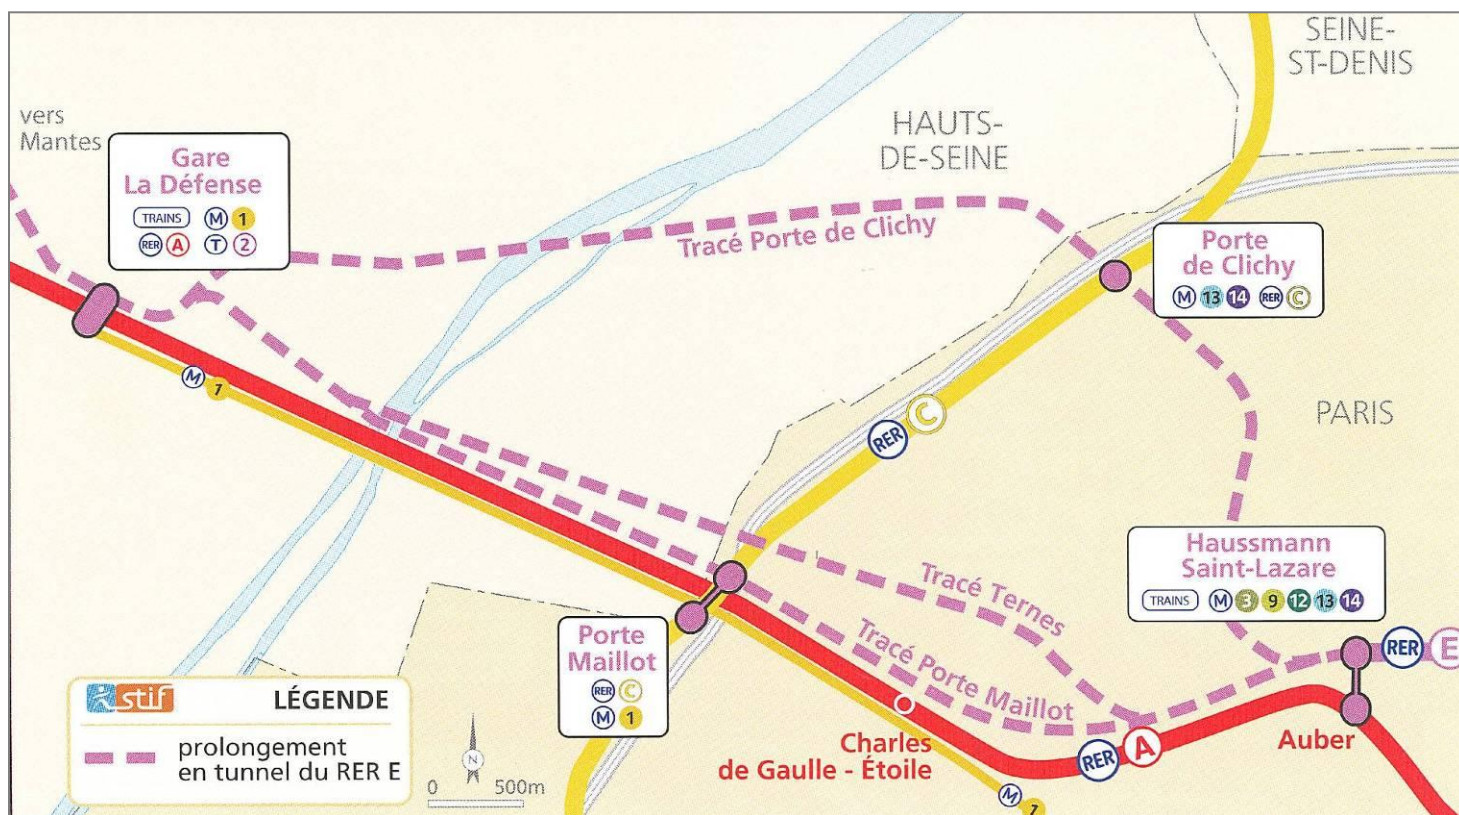 vers
Mantes
Gare
La Défense
TRAINS M 1
RER A T 2
HAUTS-
DE-SEINE
SEINE-
ST-DENIS
Tracé Porte de Clichy
Porte
de Clichy
M 13 14 RER C
M 1
RER C
PARIS
Haussmann
Saint-Lazare
TRAINS M 3 9 12 13 14
Tracé Ternes
Tracé Porte Maillot
Porte
Maillot
RER C
M 1
RER E
Charles
de Gaulle - Étoile
RER A
Auber
M 1
stif LÉGENDE
prolongement
en tunnel du RER E
N
0 500m